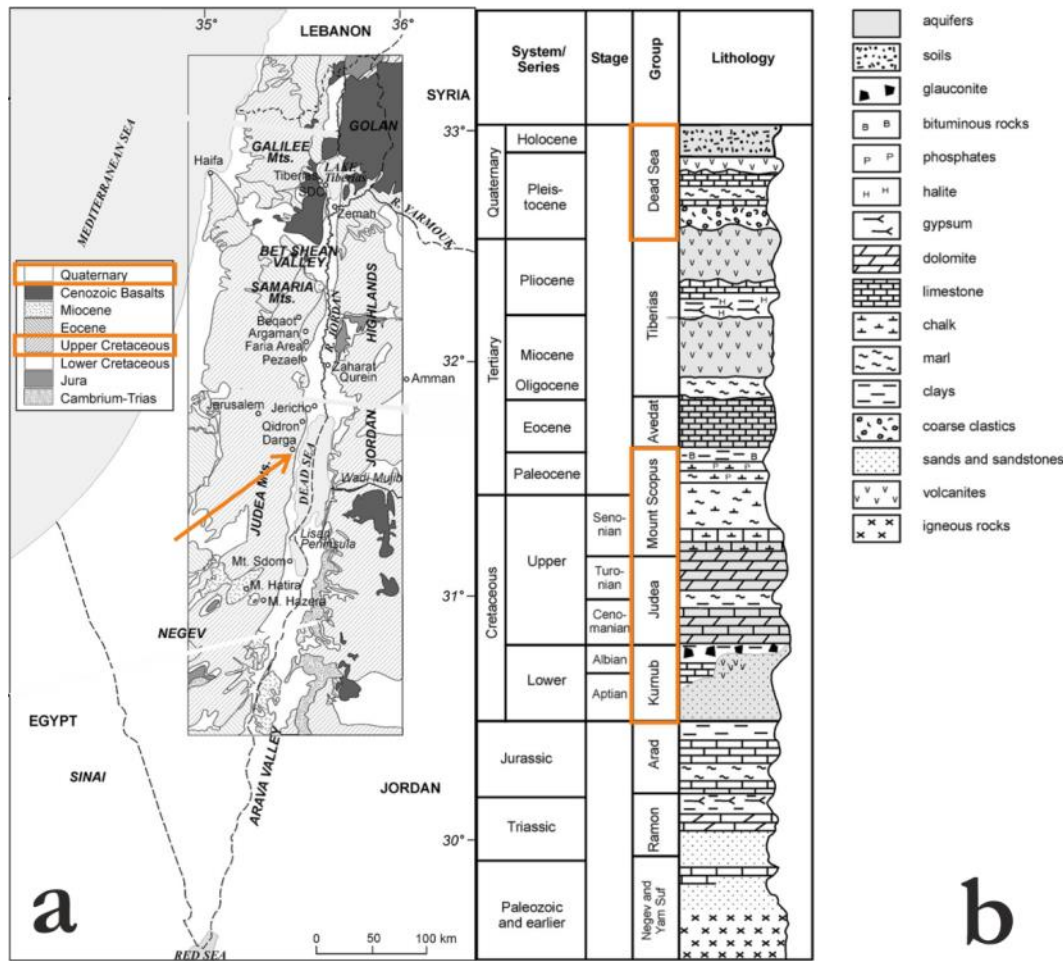 35°
36°
LEBANON
SYRIA
MEDITERRANEAN SEA
GOLAN
GALILEE
Mts.
Haifa
LAKE
Tiberias
Tiberias
SDO
Zemah
R. YARMOUK
BET SHEAN
VALLEY
SAMARIA
Mts.
R. JORDAN
HIGHLANDS
Beqaot
Argaman
Faria Area
Pezael
Zaharat
Qurein
Amman
Jerusalem
Jericho
Qidron
Darga
DEAD SEA
JORDAN
JUDEA Mts.
Wadi Mujib
Lisan
Peninsula
Mt. Sdom
M. Hatira
M. Hazera
NEGEV
EGYPT
SINAI
ARAVA VALLEY
JORDAN
RED SEA
0 50 100 km
33°
32°
31°
30°
Quaternary
Cenozoic Basalts
Miocene
Eocene
Upper Cretaceous
Lower Cretaceous
Jura
Cambrium-Trias
a
System/
Series
Stage
Group
Lithology
Quaternary
Holocene
Pleis-
tocene
Dead Sea
Tertiary
Pliocene
Miocene
Oligocene
Eocene
Paleocene
Tiberias
Avedat
Mount Scopus
Cretaceous
Upper
Seno-
nian
Turo-
nian
Ceno-
manian
Judea
Lower
Albian
Aptian
Kurnub
Jurassic
Arad
Triassic
Ramon
Paleozoic
and earlier
Negev and
Yam Suf
B B
P P
P
H
H
aquifers
soils
glauconite
bituminous rocks
phosphates
halite
gypsum
dolomite
limestone
chalk
marl
clays
coarse clastics
sands and sandstones
volcanites
igneous rocks
b